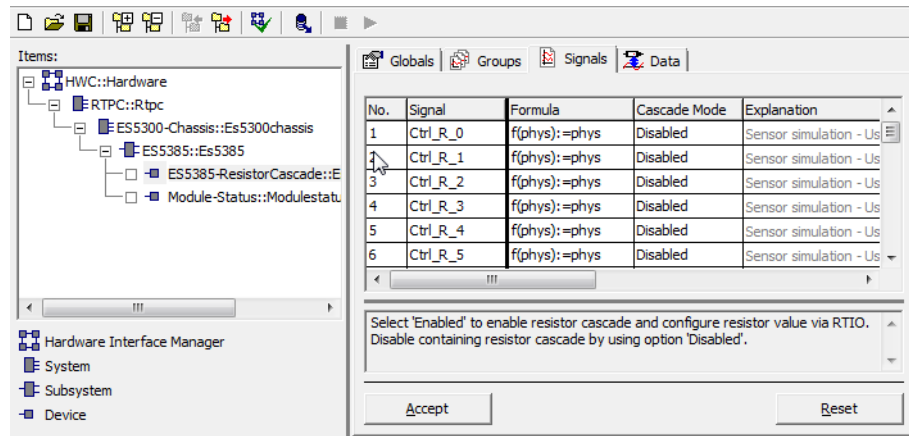 Items:
HWC::Hardware
RTPC::Rtpc
ES5300-Chassis::Es5300chassis
ES5385::Es5385
ES5385-ResistorCascade::E
Module-Status::Modulestatu
Hardware Interface Manager
System
Subsystem
Device
Globals Groups Signals Data
No. Signal Formula Cascade Mode Explanation
1 Ctrl_R_0 f(phys):=phys Disabled Sensor simulation - Us
Ctrl_R_1 f(phys):=phys Disabled Sensor simulation - Us
3 Ctrl_R_2 f(phys):=phys Disabled Sensor simulation - Us
4 Ctrl_R_3 f(phys):=phys Disabled Sensor simulation - Us
5 Ctrl_R_4 f(phys):=phys Disabled Sensor simulation - Us
6 Ctrl_R_5 f(phys):=phys Disabled Sensor simulation - Us
Select 'Enabled' to enable resistor cascade and configure resistor value via RTIO.
Disable containing resistor cascade by using option 'Disabled'.
Accept Reset